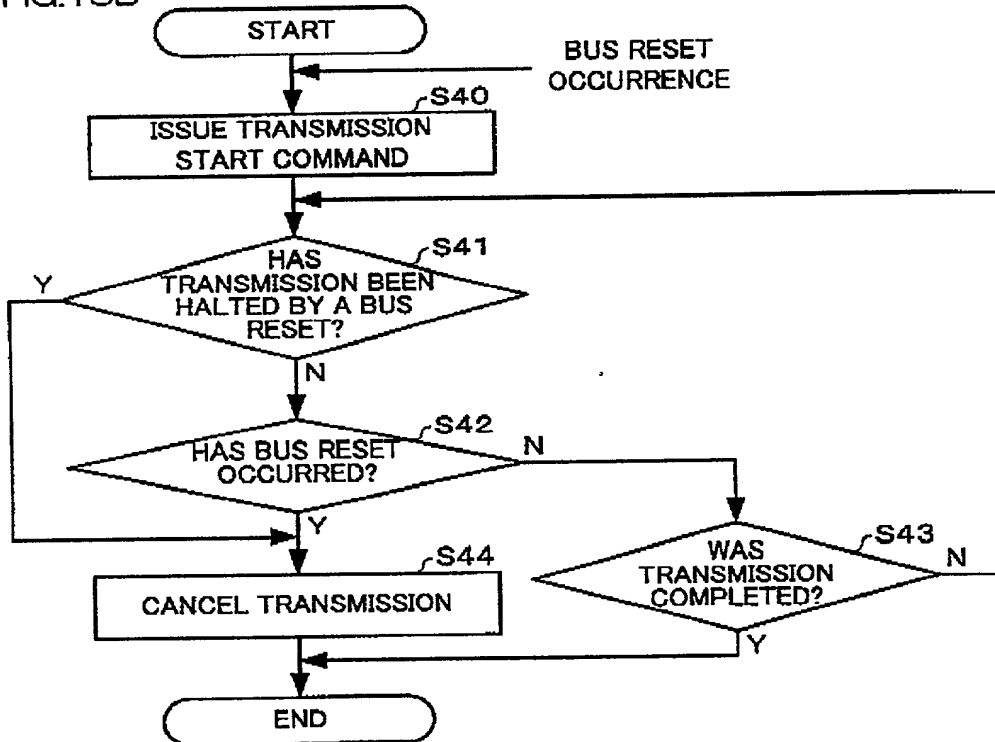 START
BUS RESET
OCCURRENCE
S40
ISSUE TRANSMISSION
START COMMAND
S41
HAS
TRANSMISSION BEEN
HALTED BY A BUS
RESET?
Y
N
S42
HAS BUS RESET
OCCURRED?
N
Y
S43
WAS
TRANSMISSION
COMPLETED?
N
Y
S44
CANCEL TRANSMISSION
END